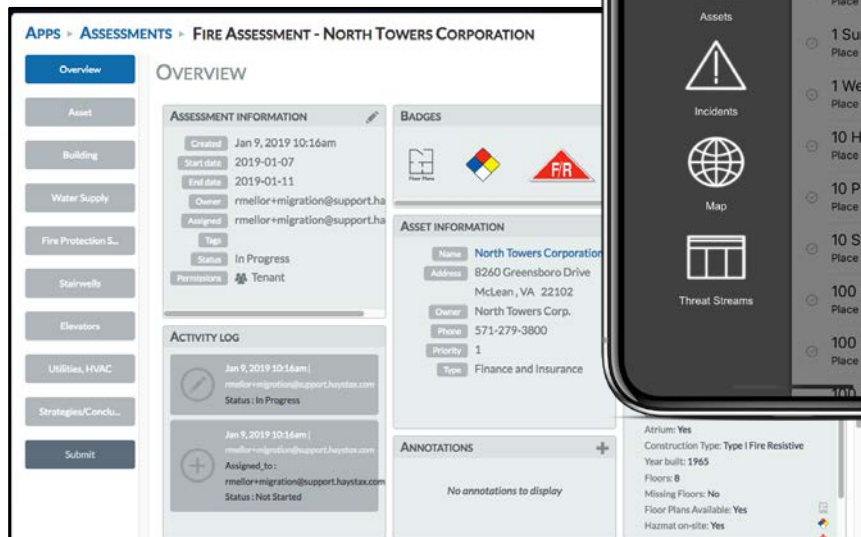 APPS ▸ ASSESSMENTS ▸ FIRE ASSESSMENT - NORTH TOWERS CORPORATION
Overview
Asset
Building
Water Supply
Fire Protection S...
Stairwells
Elevators
Utilities, HVAC
Strategies/Conclu...
Submit
OVERVIEW
ASSESSMENT INFORMATION
Created Jan 9, 2019 10:16am
Start date 2019-01-07
End date 2019-01-11
Owner rmellor+migration@support.ha
Assigned rmellor+migration@support.ha
Tags
Status In Progress
Permissions Tenant
ACTIVITY LOG
Jan 9, 2019 10:16am |
rmellor+migration@support.haystax.com
Status : In Progress
Jan 9, 2019 10:16am |
rmellor+migration@support.haystax.com
Assigned_to :
rmellor+migration@support.haystax.com
Status : Not Started
BADGES
Floor Plans
F/R
ASSET INFORMATION
Name North Towers Corporation
Address 8260 Greensboro Drive
McLean , VA 22102
Owner North Towers Corp.
Phone 571-279-3800
Priority 1
Type Finance and Insurance
ANNOTATIONS
No annotations to display
Atrium: Yes
Construction Type: Type I Fire Resistive
Year built: 1965
Floors: 8
Missing Floors: No
Floor Plans Available: Yes
Hazmat on-site: Yes
Assets
Incidents
Map
Threat Streams
Place
1 Su
Place
1 We
Place
10 H
Place
10 P
Place
10 S
Place
100
Place
100
Place
100